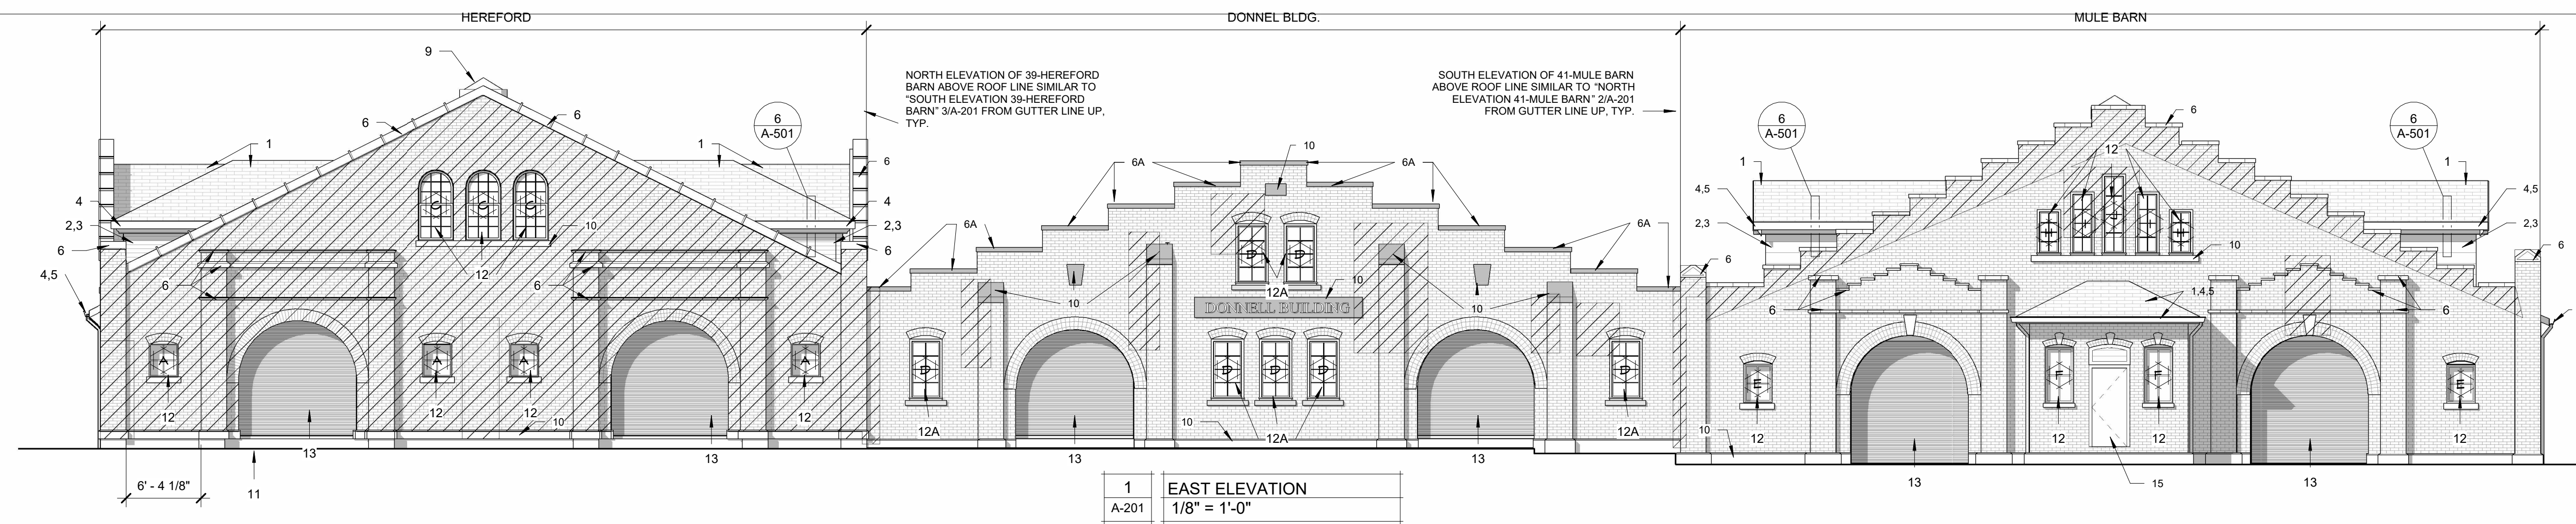 HEREFORD
DONNEL BLDG.
MULE BARN
9
NORTH ELEVATION OF 39-HEREFORD
BARN ABOVE ROOF LINE SIMILAR TO
“SOUTH ELEVATION 39-HEREFORD
BARN” 3/A-201 FROM GUTTER LINE UP,
TYP.
SOUTH ELEVATION OF 41-MULE BARN
ABOVE ROOF LINE SIMILAR TO “NORTH
ELEVATION 41-MULE BARN” 2/A-201
FROM GUTTER LINE UP, TYP.
6
A-501
6
A-501
6
A-501
6
6
6
1
1
10
12
1
1
6
6A
6A
6
4
4
4,5
4,5
2,3
2,3
2,3
2,3
C C C
D D
H I J I H
10
6A
6A
10
6
6
6
6
12
6
6
4,5
10
12A
10
1,4,5
10
10
6
6
DONNELL BUILDING
A
A
A
A
D
D D D
D
E
F
F
E
12
12
12
12
10
12A
10
12A
12A
12
12
12
12
10
13
13
13
13
13
13
15
6' - 4 1/8"
11
1
A-201
EAST ELEVATION
1/8" = 1'-0"